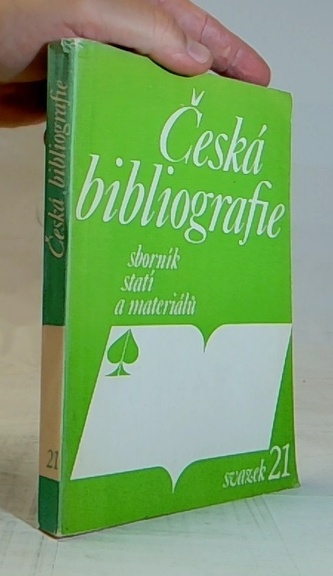 Česká
bibliografie
sborník
statí
a materiálů
svazek 21
Česká bibliografie
21